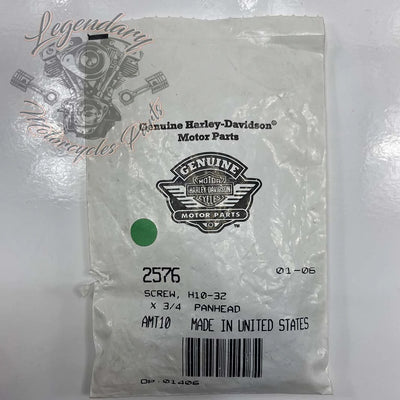 Legendary
Motorcycles Parts
Genuine Harley-Davidson®
Motor Parts
GENUINE
MOTOR
HARLEY-DAVIDSON
CYCLES
MOTOR PARTS
TM
2576 01-06
SCREW, H10-32
X 3/4 PANHEAD
AMT10 MADE IN UNITED STATES
Op. 01406